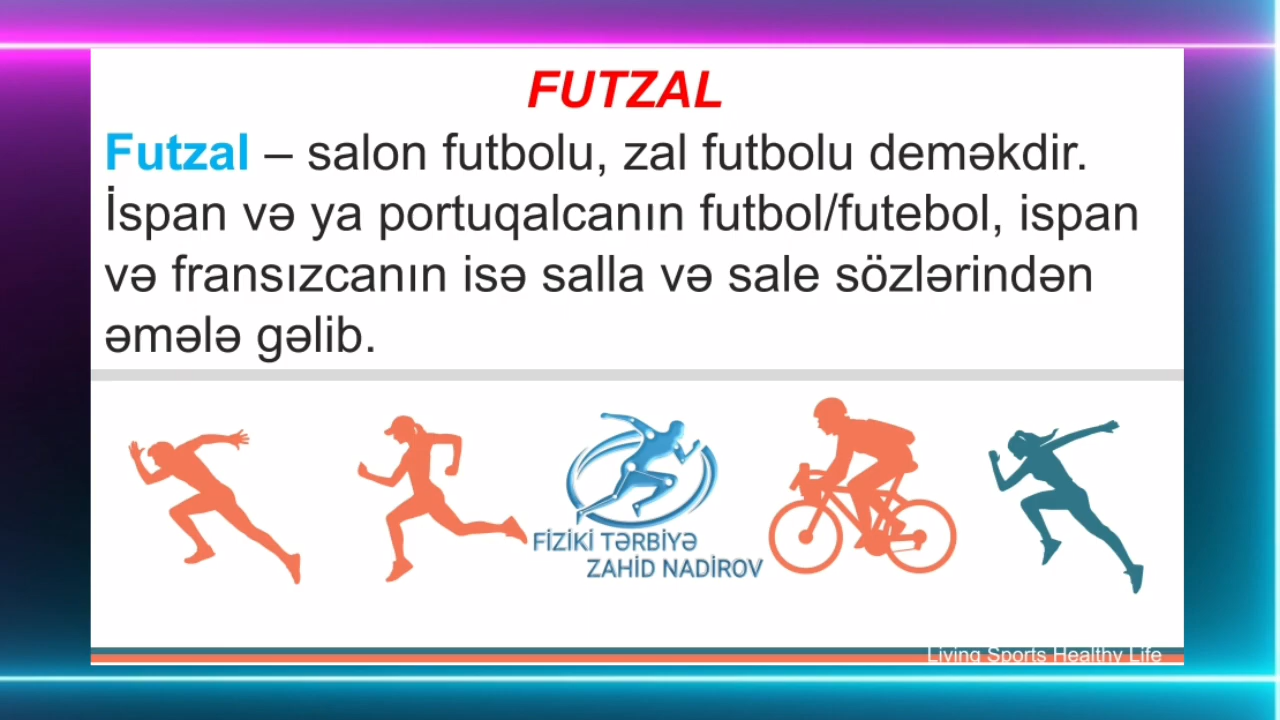 FUTZAL
Futzal – salon futbolu, zal futbolu deməkdir.
İspan və ya portuqalcanın futbol/futebol, ispan
və fransızcanın isə salla və sale sözlərindən
əmələ gəlib.
FİZİKİ TƏRBİYƏ
ZAHİD NADİROV
Living Sports Healthy Life